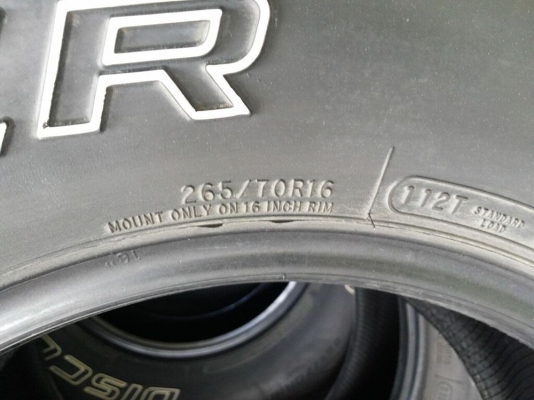 R
265/70R16
MOUNT ONLY ON 16 INCH RIM
112T STANDARD
LOAD
DISC